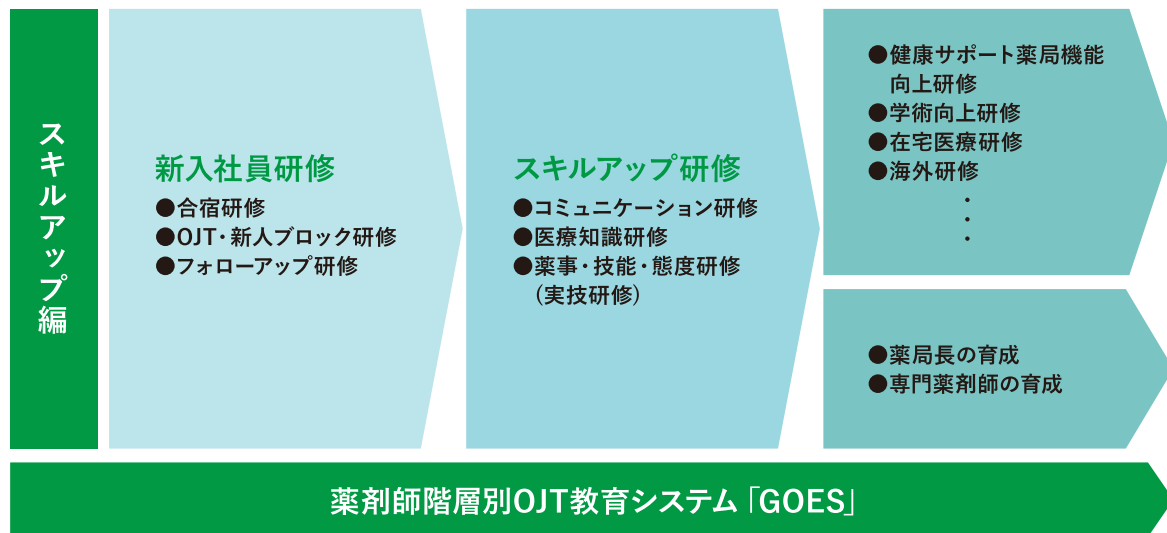 スキルアップ編
新入社員研修
●合宿研修
●OJT・新人ブロック研修
●フォローアップ研修
スキルアップ研修
●コミュニケーション研修
●医療知識研修
●薬事・技能・態度研修
（実技研修）
●健康サポート薬局機能
向上研修
●学術向上研修
●在宅医療研修
●海外研修
・
・
・
●薬局長の育成
●専門薬剤師の育成
薬剤師階層別OJT教育システム「GOES」